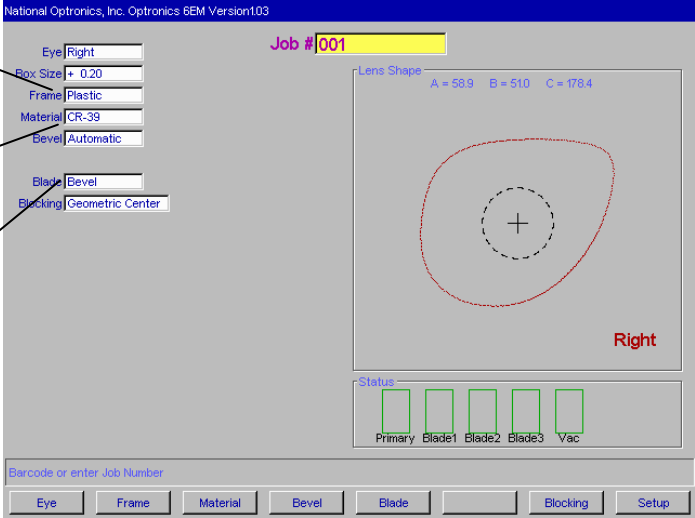 National Optronics, Inc. Optronics 6EM Version1.03
Job # 001
Eye Right
Box Size + 0.20
Frame Plastic
Material CR-39
Bevel Automatic
Blade Bevel
Blocking Geometric Center
Lens Shape
A = 58.9 B = 51.0 C = 178.4
Right
Status
Primary Blade1 Blade2 Blade3 Vac
Barcode or enter Job Number
Eye Frame Material Bevel Blade Blocking Setup